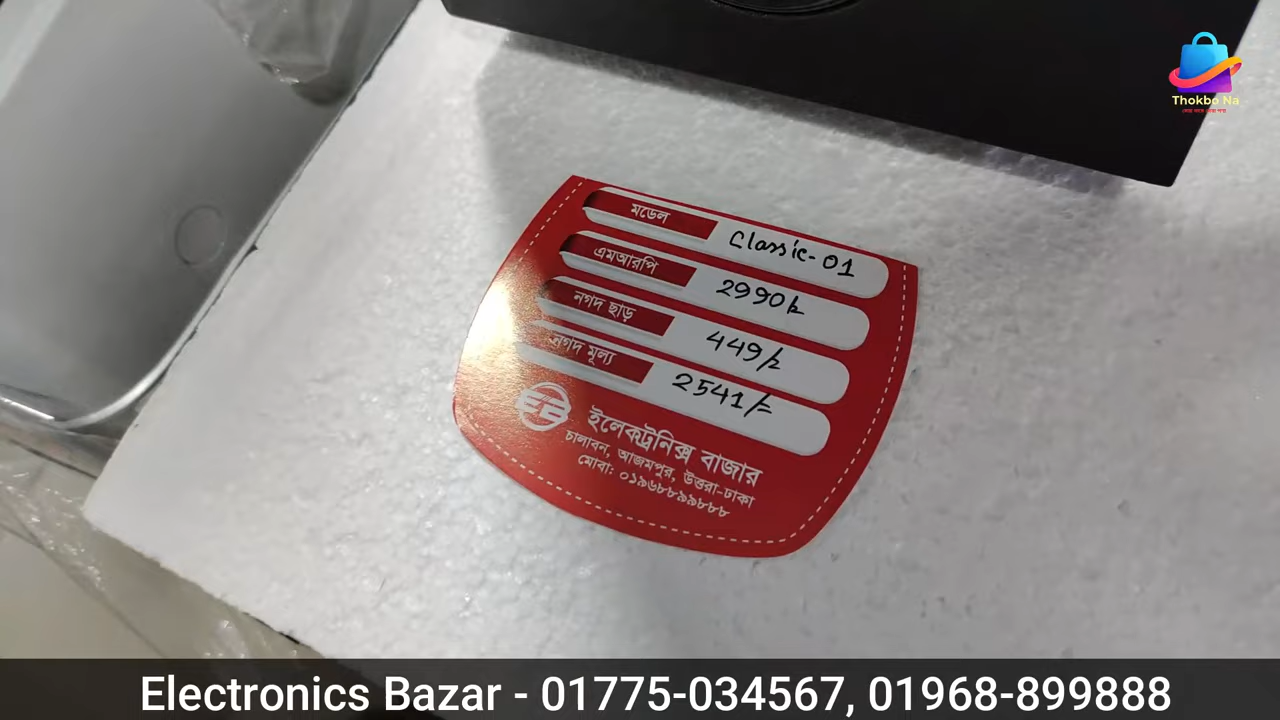 Thokbo Na
মডেল Classic-01
এমআরপি 2990/=
নগদ ছাড় 449/=
নগদ মূল্য 2541/=
EB
ইলেকট্রনিক্স বাজার
চালাবন, আজমপুর, উত্তরা-ঢাকা
মোবা: ০১৯৬৮৮৯৯৮৮৮
Electronics Bazar - 01775-034567, 01968-899888